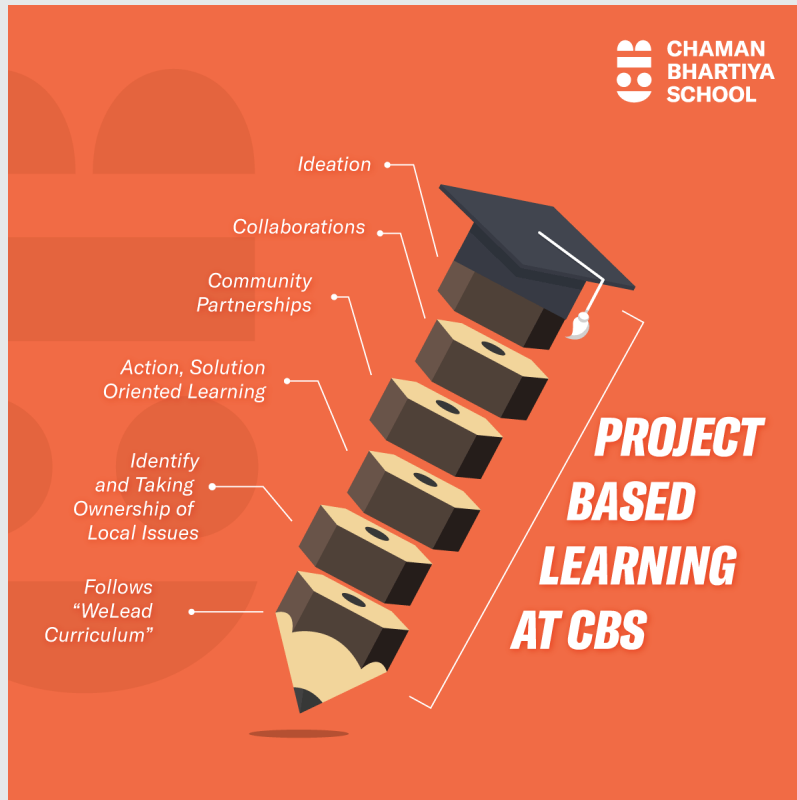 CHAMAN
BHARTIYA
SCHOOL
Ideation
Collaborations
Community
Partnerships
Action, Solution
Oriented Learning
Identify
and Taking
Ownership of
Local Issues
Follows
“WeLead
Curriculum”
PROJECT
BASED
LEARNING
AT CBS